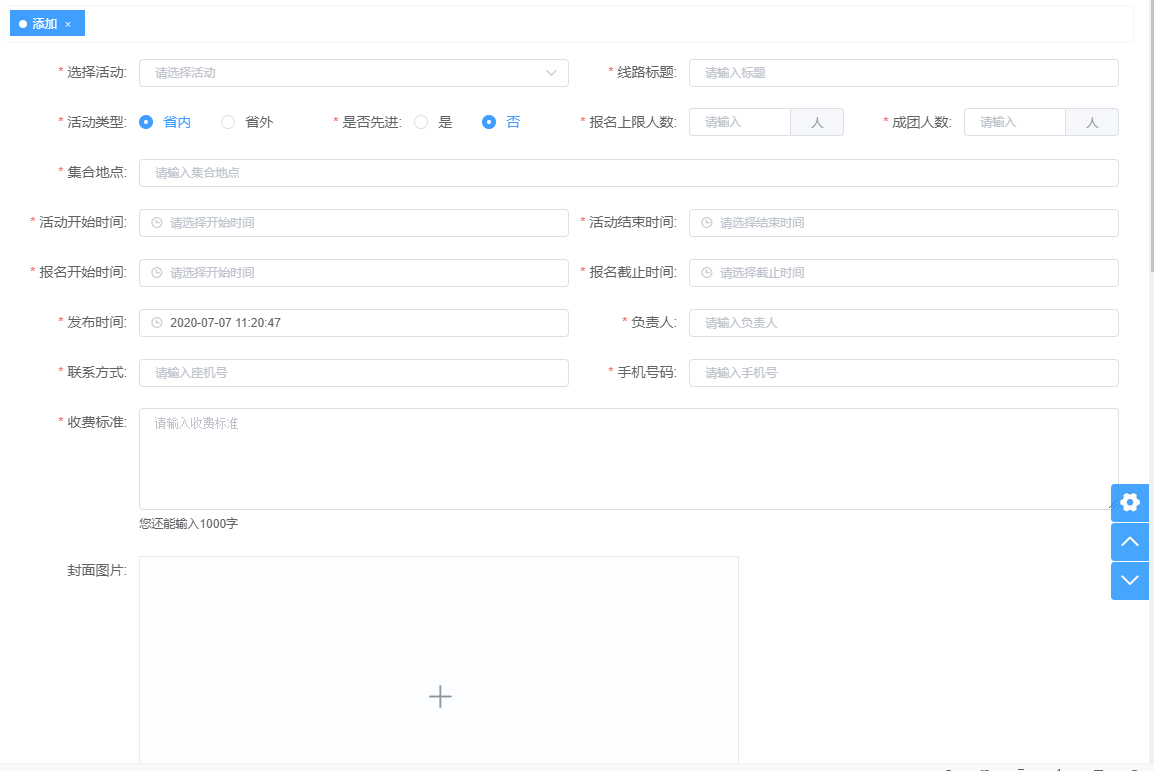 添加 ×
* 选择活动: 请选择活动 * 线路标题: 请输入标题
* 活动类型: 省内 省外 * 是否先进: 是 否 * 报名上限人数: 请输入 人 * 成团人数: 请输入 人
* 集合地点: 请输入集合地点
* 活动开始时间: 请选择开始时间 * 活动结束时间: 请选择结束时间
* 报名开始时间: 请选择开始时间 * 报名截止时间: 请选择截止时间
* 发布时间: 2020-07-07 11:20:47 * 负责人: 请输入负责人
* 联系方式: 请输入座机号 * 手机号码: 请输入手机号
* 收费标准: 请输入收费标准
您还能输入1000字
封面图片: